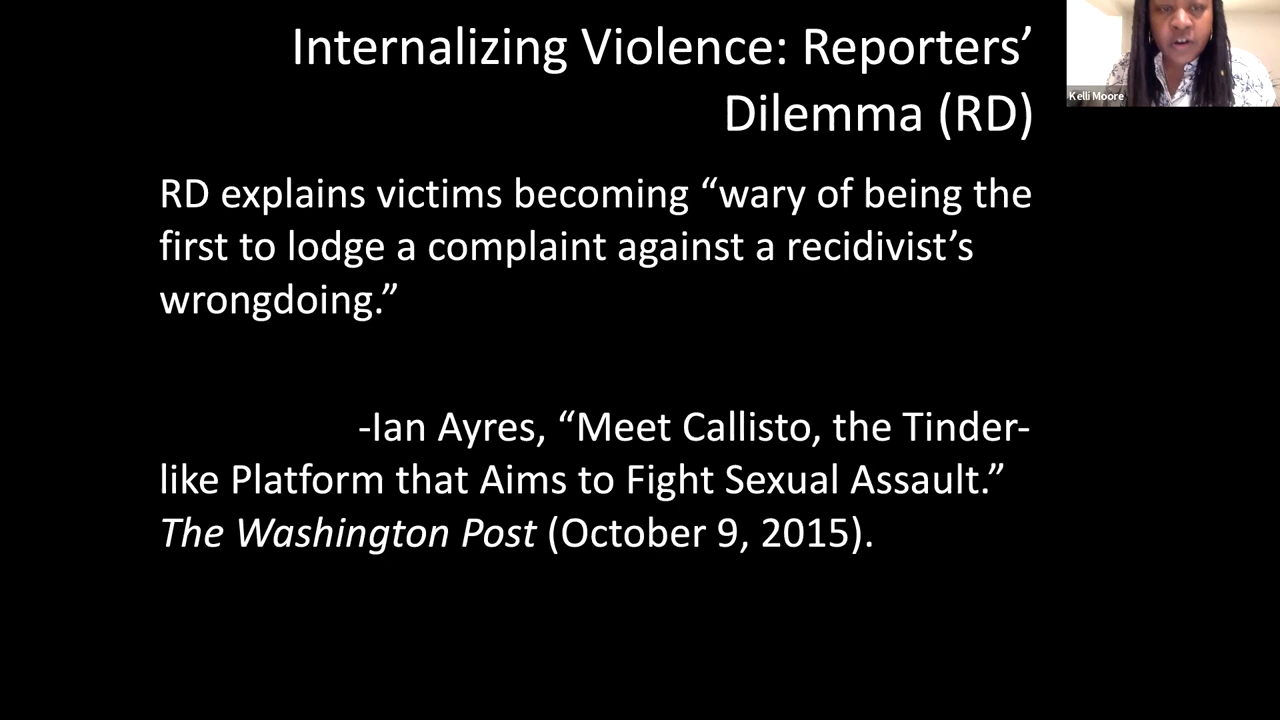 Internalizing Violence: Reporters’
Dilemma (RD)
Kelli Moore
RD explains victims becoming “wary of being the
first to lodge a complaint against a recidivist’s
wrongdoing.”
-Ian Ayres, “Meet Callisto, the Tinder-
like Platform that Aims to Fight Sexual Assault.”
The Washington Post (October 9, 2015).